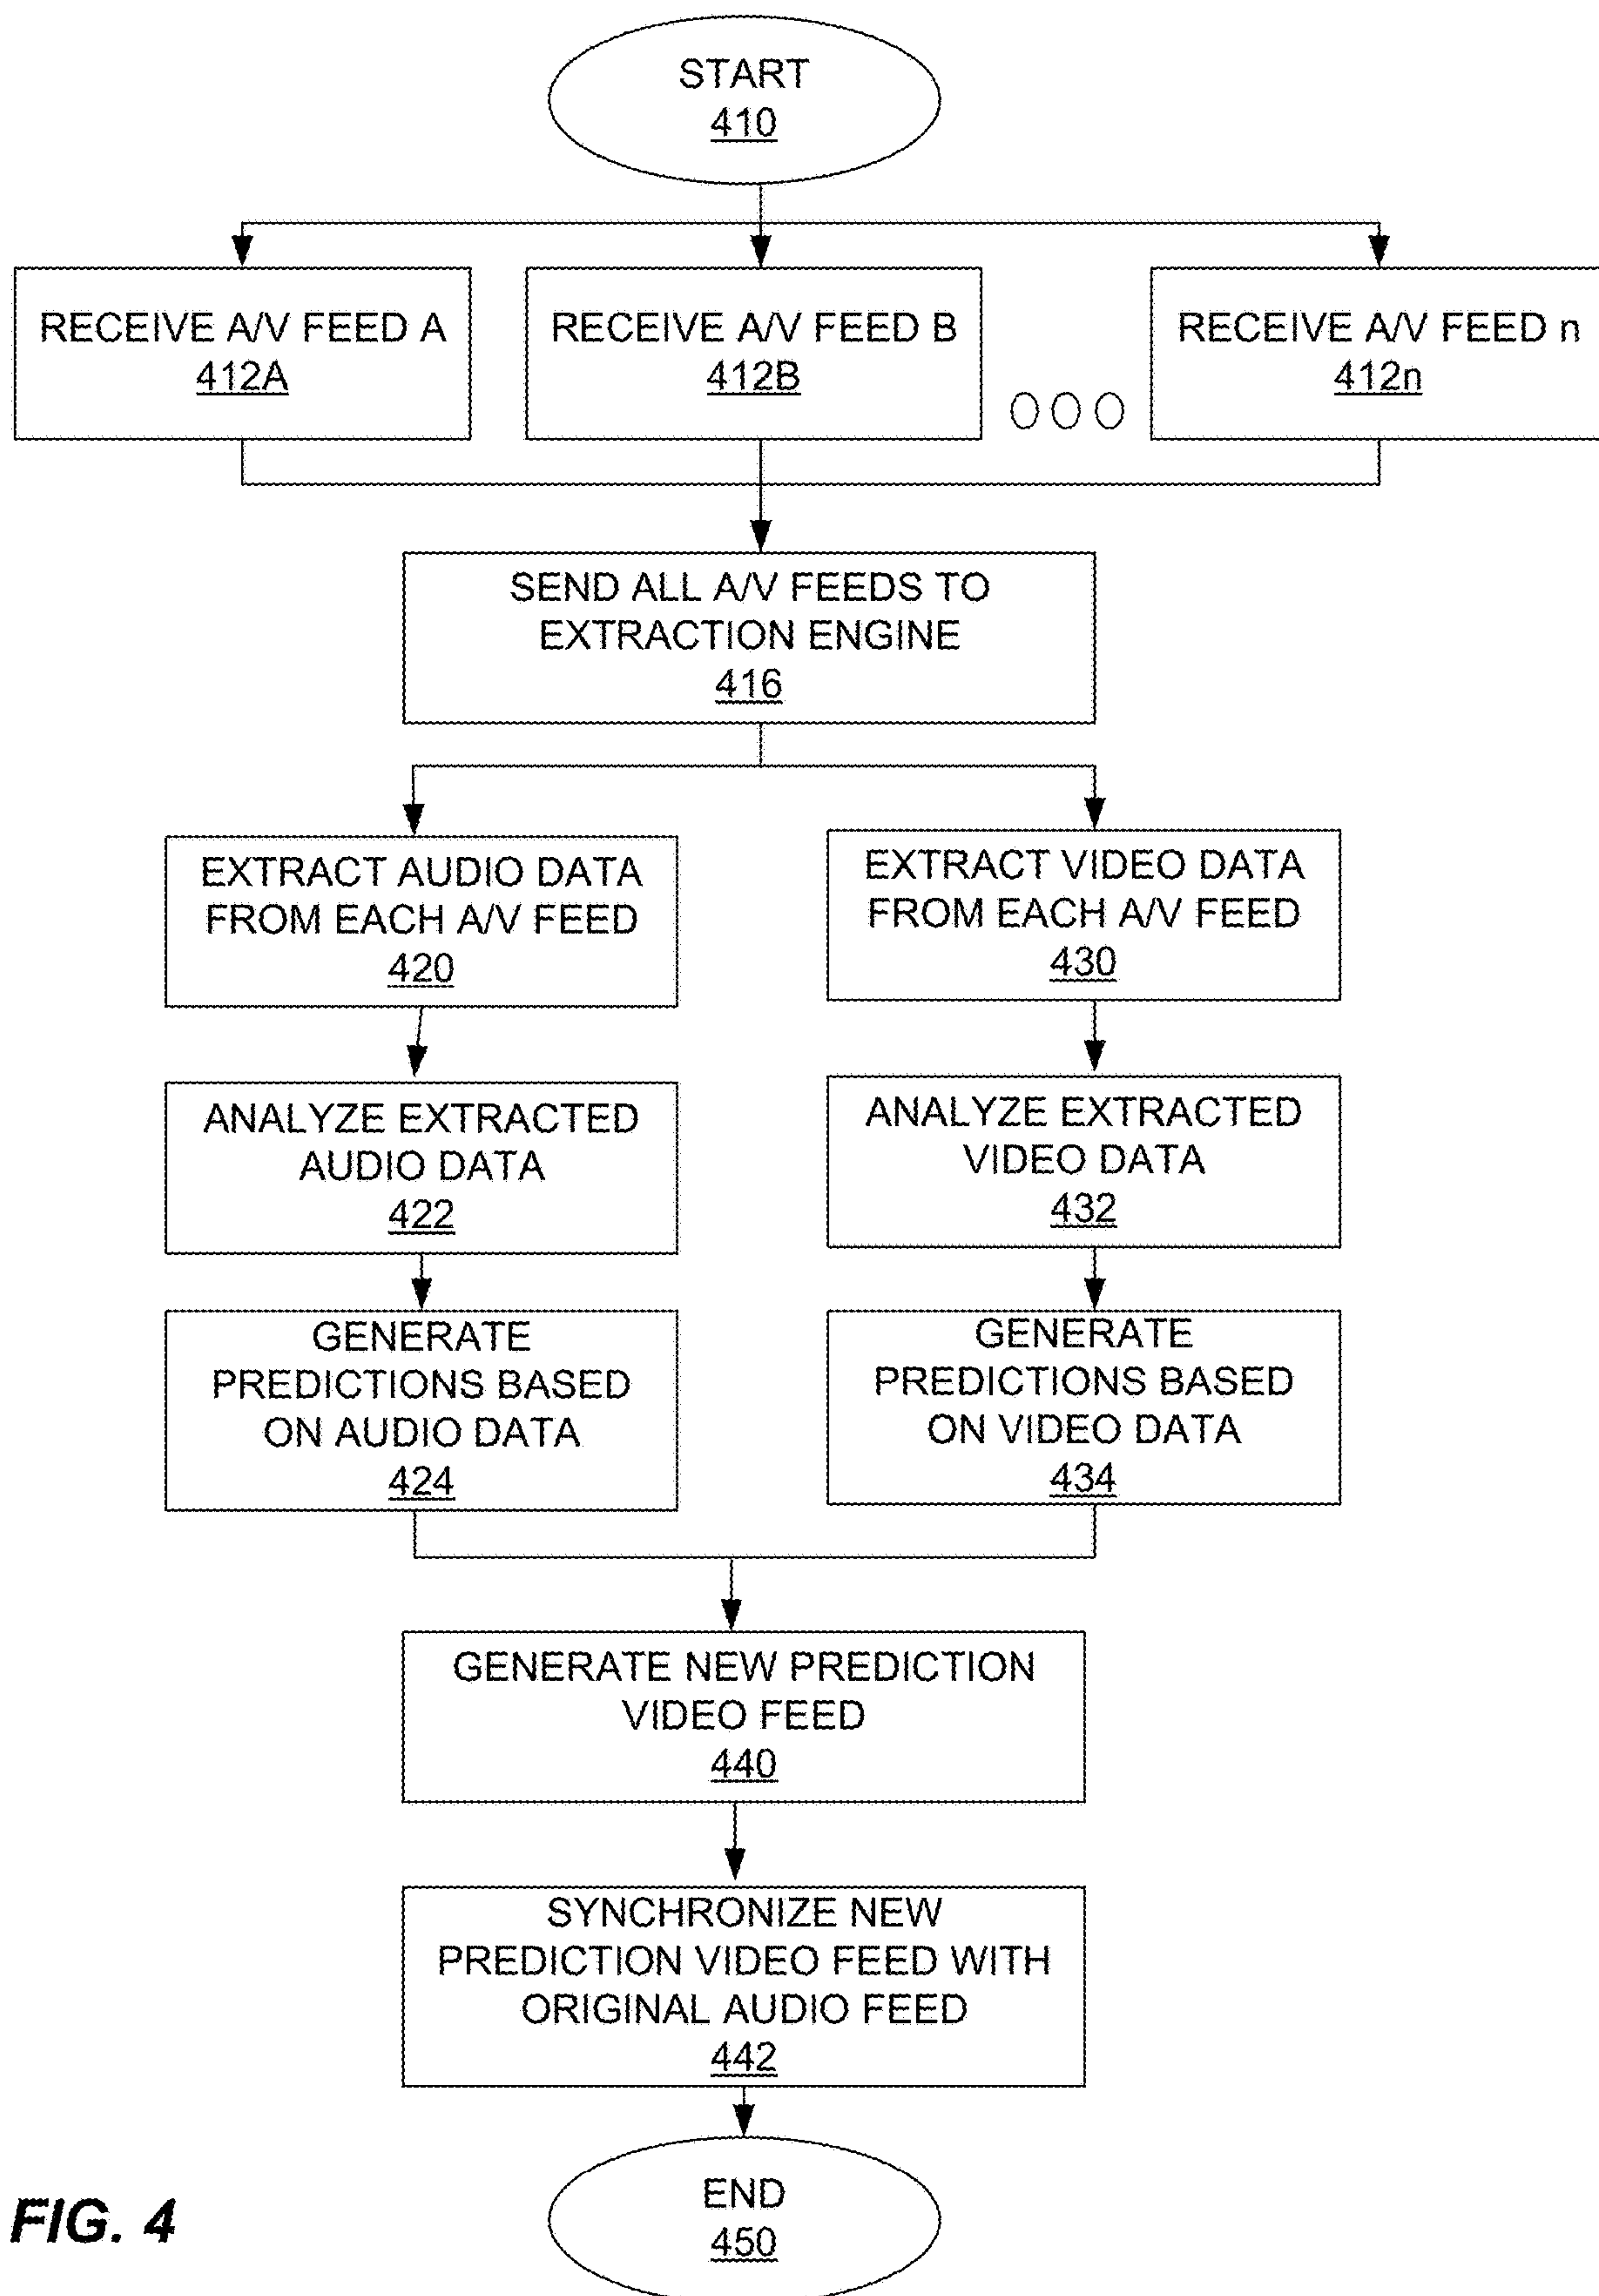 START
410
RECEIVE A/V FEED A
412A
RECEIVE A/V FEED B
412B
RECEIVE A/V FEED n
412n
SEND ALL A/V FEEDS TO
EXTRACTION ENGINE
416
EXTRACT AUDIO DATA
FROM EACH A/V FEED
420
EXTRACT VIDEO DATA
FROM EACH A/V FEED
430
ANALYZE EXTRACTED
AUDIO DATA
422
ANALYZE EXTRACTED
VIDEO DATA
432
GENERATE
PREDICTIONS BASED
ON AUDIO DATA
424
GENERATE
PREDICTIONS BASED
ON VIDEO DATA
434
GENERATE NEW PREDICTION
VIDEO FEED
440
SYNCHRONIZE NEW
PREDICTION VIDEO FEED WITH
ORIGINAL AUDIO FEED
442
END
450
FIG. 4